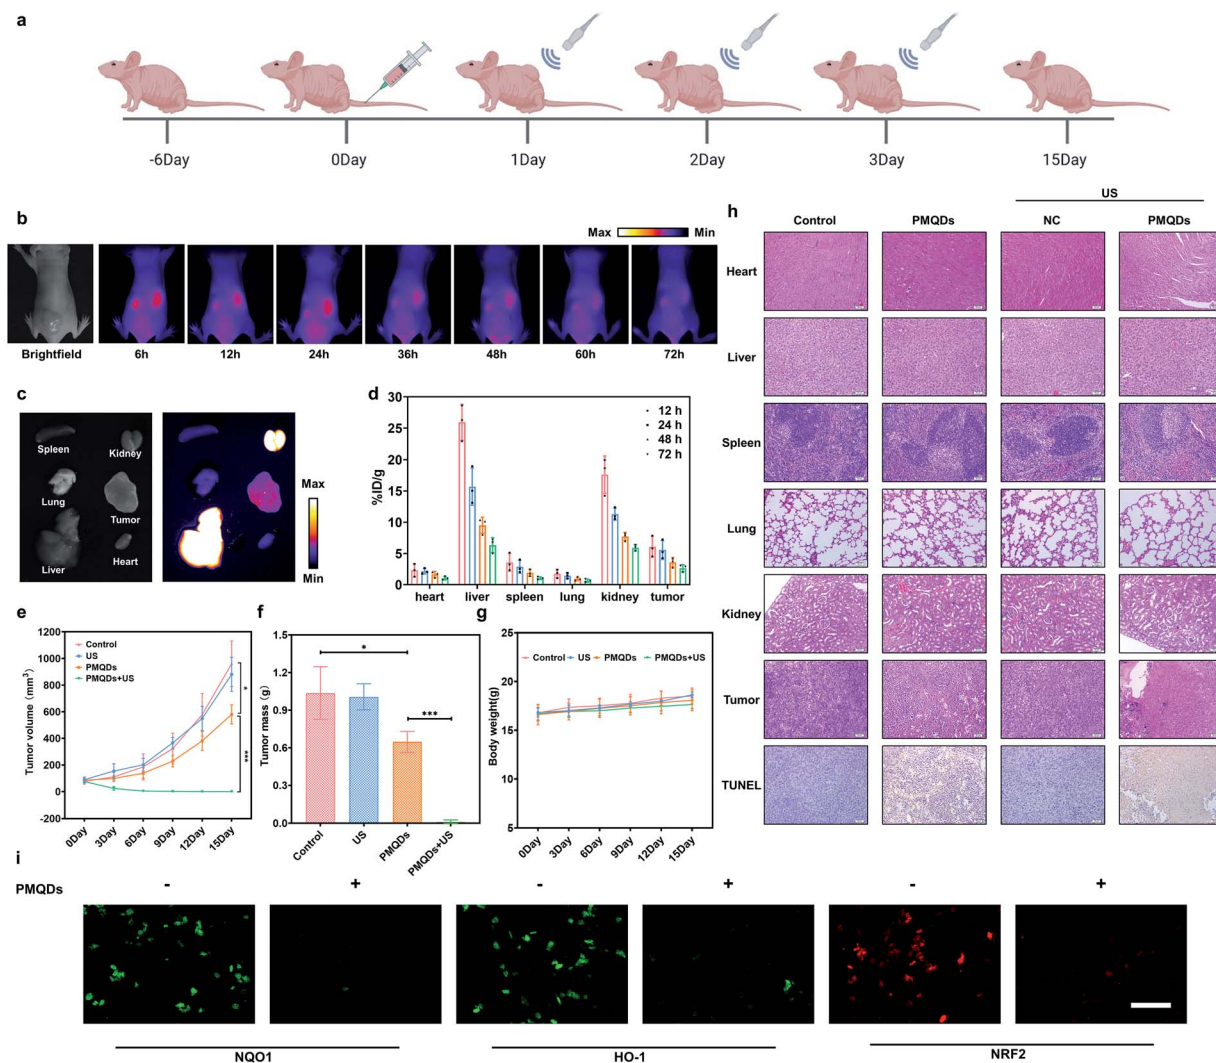 a
-6Day 0Day 1Day 2Day 3Day 15Day
b
Max Min
Brightfield 6h 12h 24h 36h 48h 60h 72h
c
Spleen Kidney
Lung Tumor
Liver Heart
Max
Min
d
%ID/g
30
25
20
15
10
5
0
12 h
24 h
48 h
72 h
heart liver spleen lung kidney tumor
e
Tumor volume (mm³)
1200
1000
800
600
400
200
0
-200
Control
US
PMQDs
PMQDs+US
*
***
0Day 3Day 6Day 9Day 12Day 15Day
f
Tumor mass (g)
1.5
1.2
0.9
0.6
0.3
0.0
*
***
Control US PMQDs PMQDs+US
g
Body weight(g)
25
20
15
10
5
Control US PMQDs PMQDs+US
0Day 3Day 6Day 9Day 12Day 15Day
h
US
Control PMQDs NC PMQDs
Heart
Liver
Spleen
Lung
Kidney
Tumor
TUNEL
i
PMQDs - + - + - +
NQO1 HO-1 NRF2